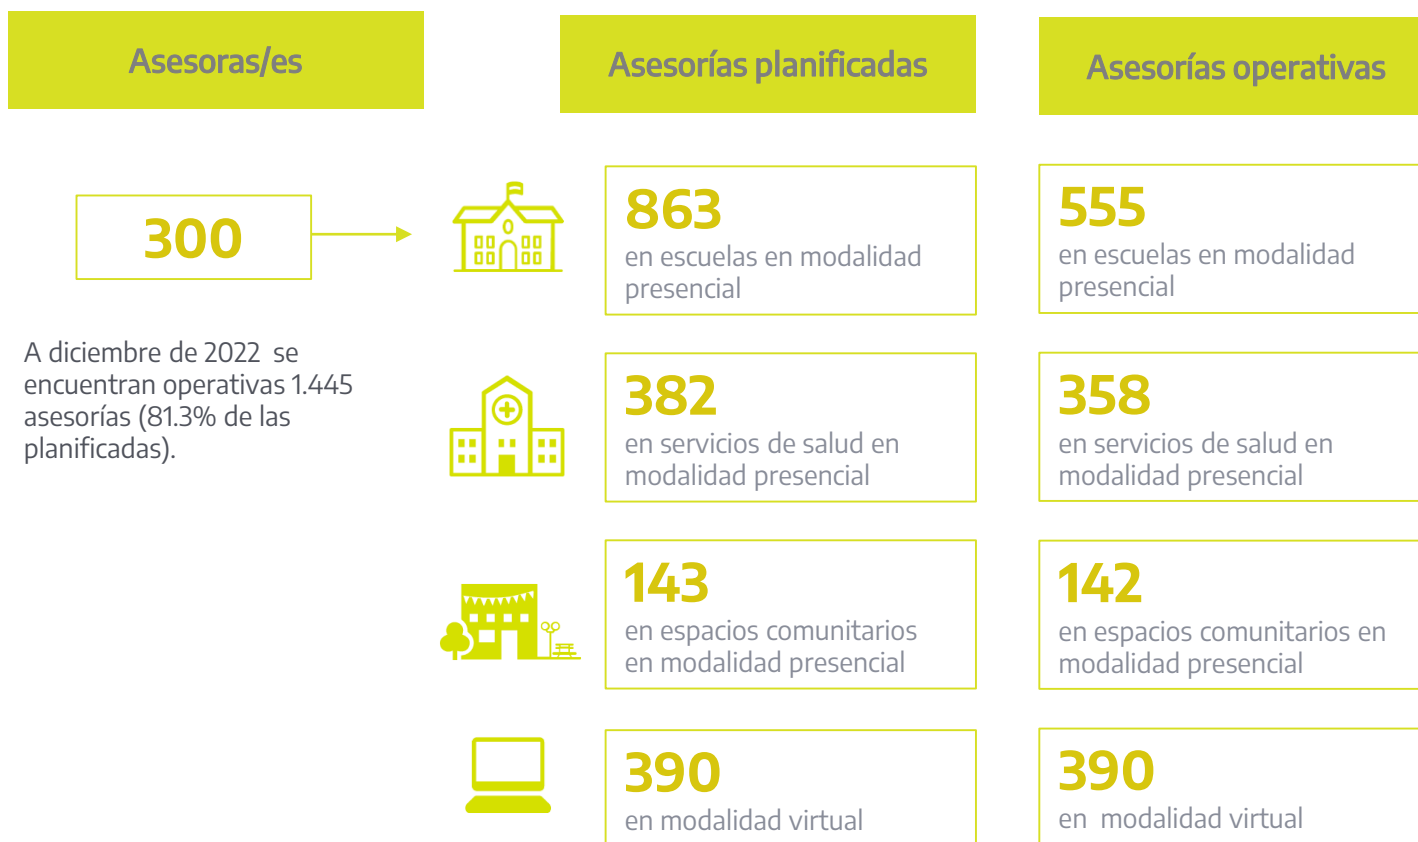 Asesoras/es
Asesorías planificadas
Asesorías operativas
300
A diciembre de 2022 se
encuentran operativas 1.445
asesorías (81.3% de las
planificadas).
863
en escuelas en modalidad
presencial
555
en escuelas en modalidad
presencial
382
en servicios de salud en
modalidad presencial
358
en servicios de salud en
modalidad presencial
143
en espacios comunitarios
en modalidad presencial
142
en espacios comunitarios en
modalidad presencial
390
en modalidad virtual
390
en modalidad virtual